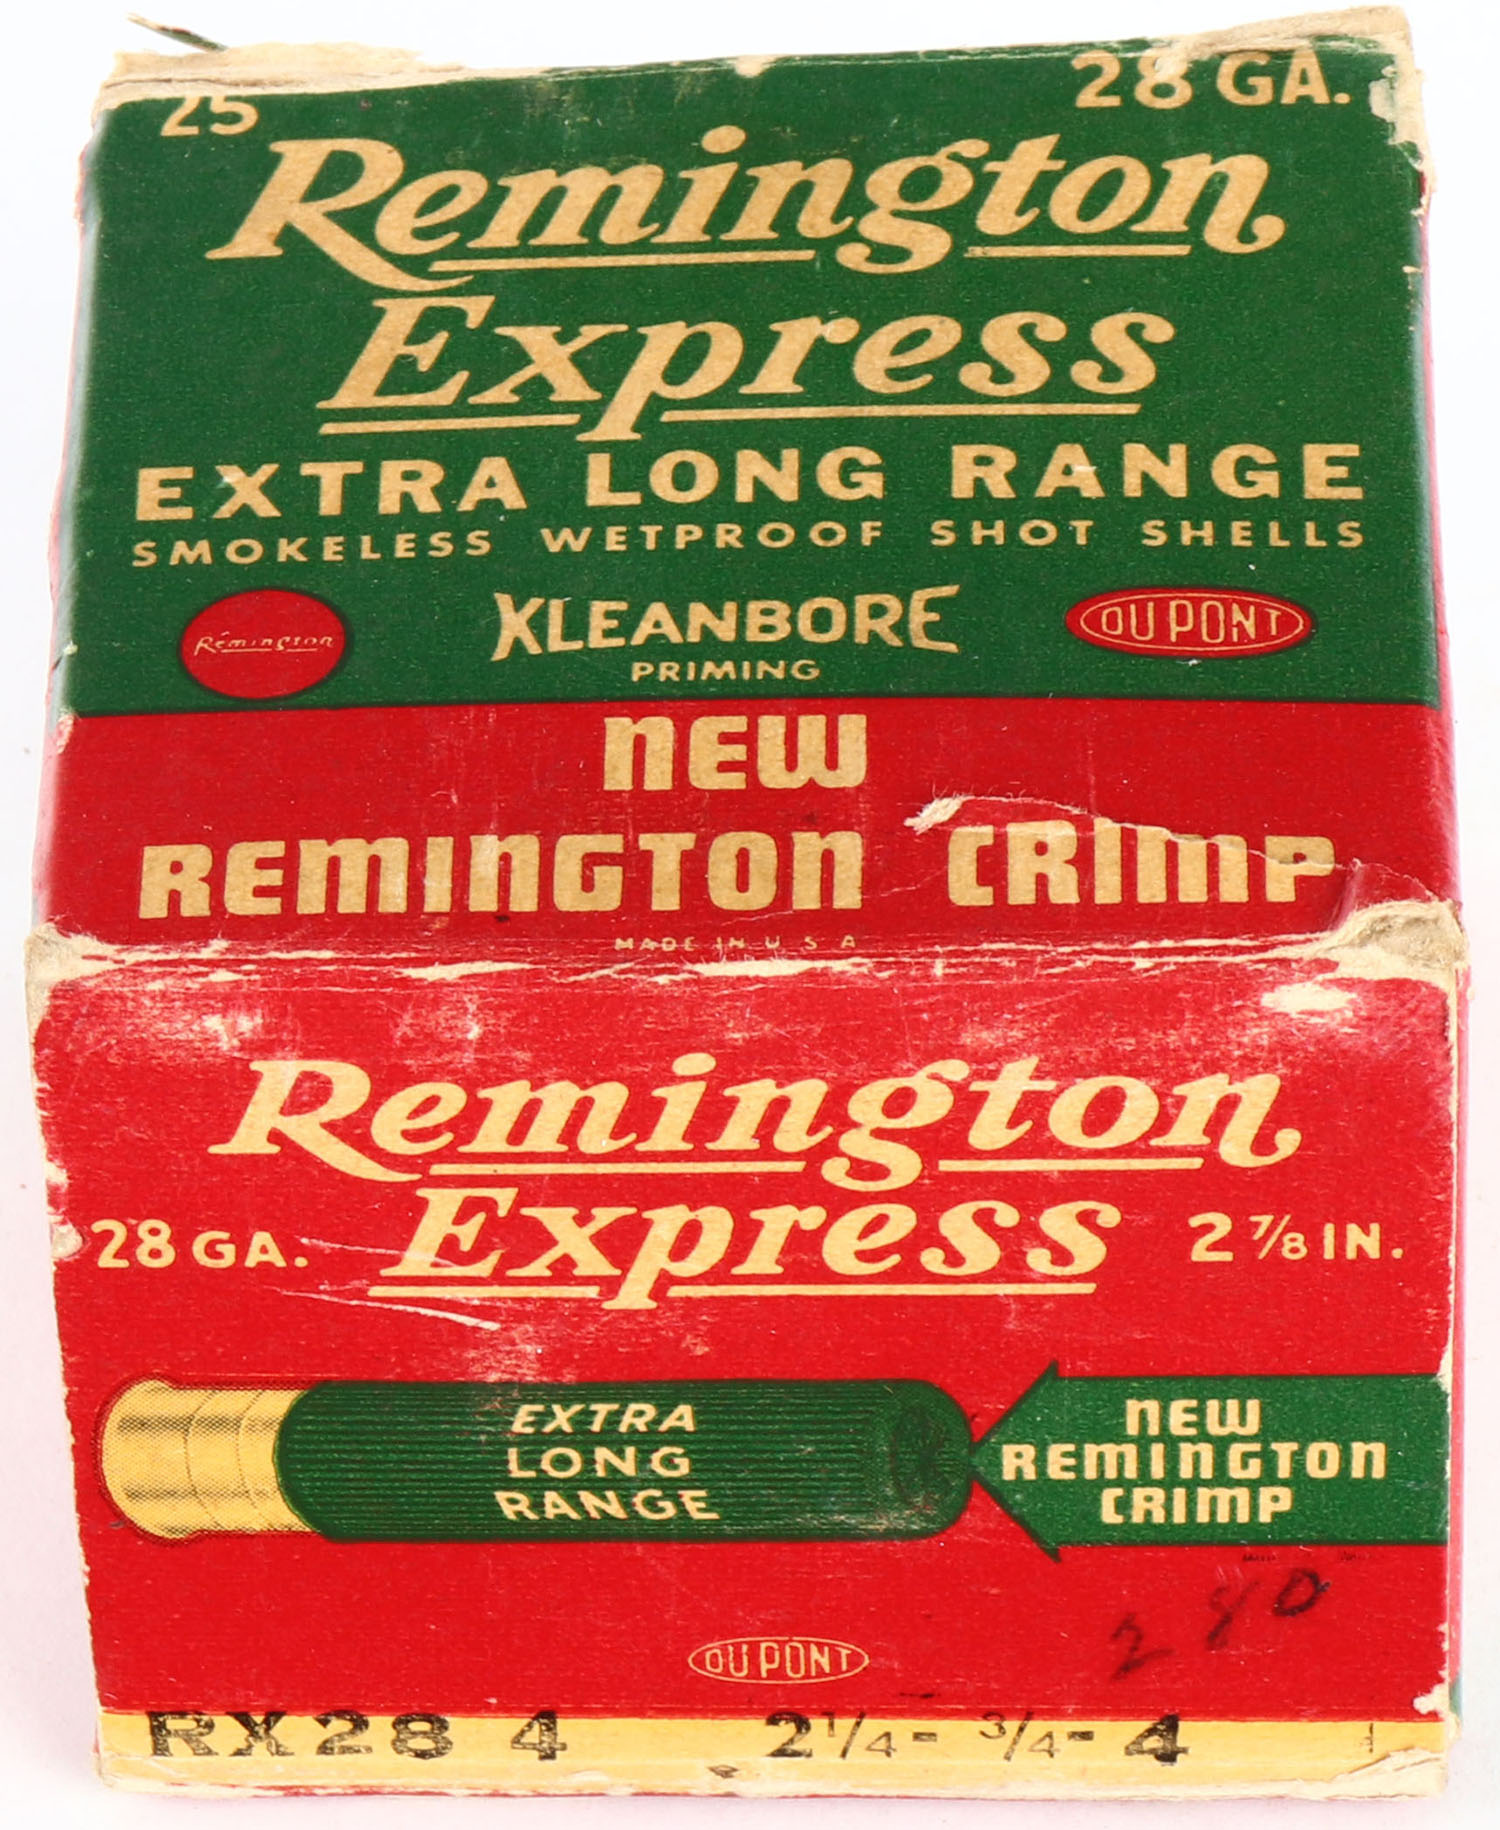 25 28 GA.
Remington
Express
EXTRA LONG RANGE
SMOKELESS WETPROOF SHOT SHELLS
Remington KLEANBORE DU PONT
PRIMING
NEW
REMINGTON CRIMP
MADE IN U S A
Remington
28 GA. Express 2 7/8 IN.
EXTRA
LONG
RANGE
NEW
REMINGTON
CRIMP
280
DU PONT
RX28 4 2 1/4 - 3/4 - 4